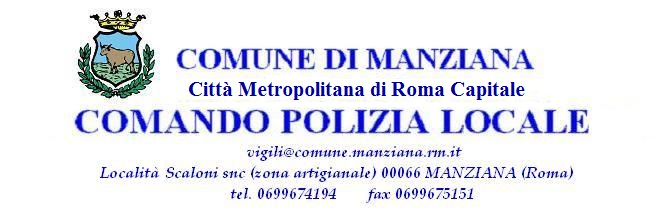 COMUNE DI MANZIANA
Città Metropolitana di Roma Capitale
COMANDO POLIZIA LOCALE
vigili@comune.manziana.rm.it
Località Scaloni snc (zona artigianale) 00066 MANZIANA (Roma)
tel. 0699674194 fax 0699675151